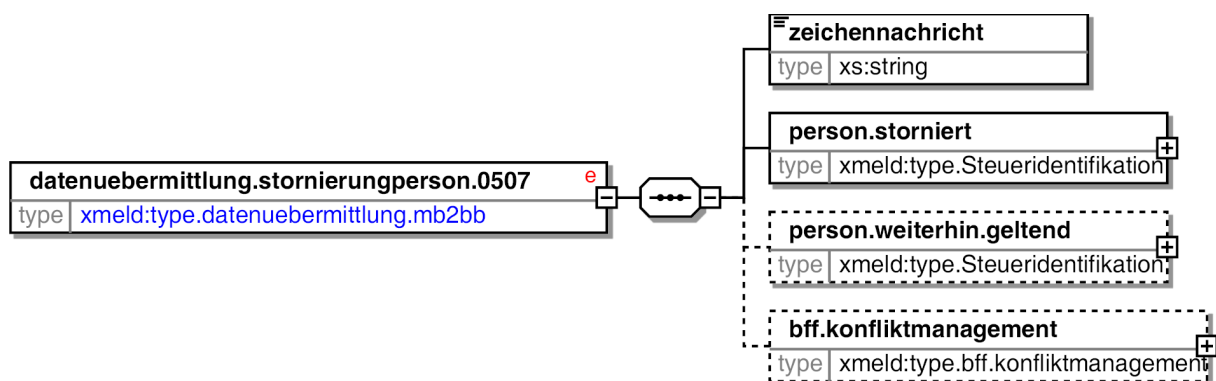 zeichennachricht
type xs:string
person.storniert
type xmeld:type.Steueridentifikation
datenuebermittlung.stornierungperson.0507 e
type xmeld:type.datenuebermittlung.mb2bb
person.weiterhin.geltend
type xmeld:type.Steueridentifikation
bff.konfliktmanagement
type xmeld:type.bff.konfliktmanagement